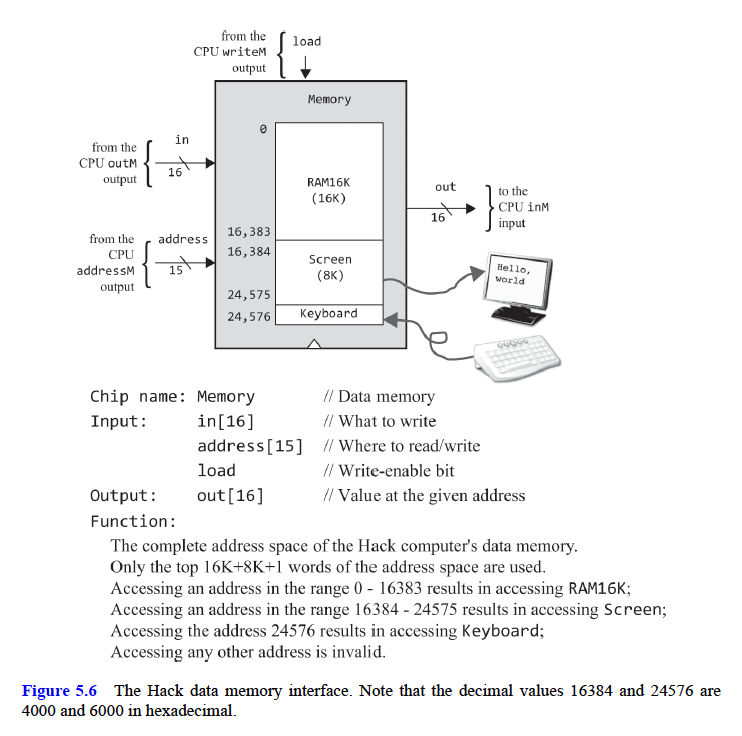 from the
CPU writeM
output
load
Memory
0
in
from the
CPU outM
output
16
RAM16K
(16K)
out
16
to the
CPU inM
input
16,383
from the
CPU
addressM
output
address
15
16,384
Screen
(8K)
Hello,
world
24,575
24,576
Keyboard
Chip name: Memory // Data memory
Input: in[16] // What to write
address[15] // Where to read/write
load // Write-enable bit
Output: out[16] // Value at the given address
Function:
The complete address space of the Hack computer's data memory.
Only the top 16K+8K+1 words of the address space are used.
Accessing an address in the range 0 - 16383 results in accessing RAM16K;
Accessing an address in the range 16384 - 24575 results in accessing Screen;
Accessing the address 24576 results in accessing Keyboard;
Accessing any other address is invalid.
Figure 5.6 The Hack data memory interface. Note that the decimal values 16384 and 24576 are
4000 and 6000 in hexadecimal.